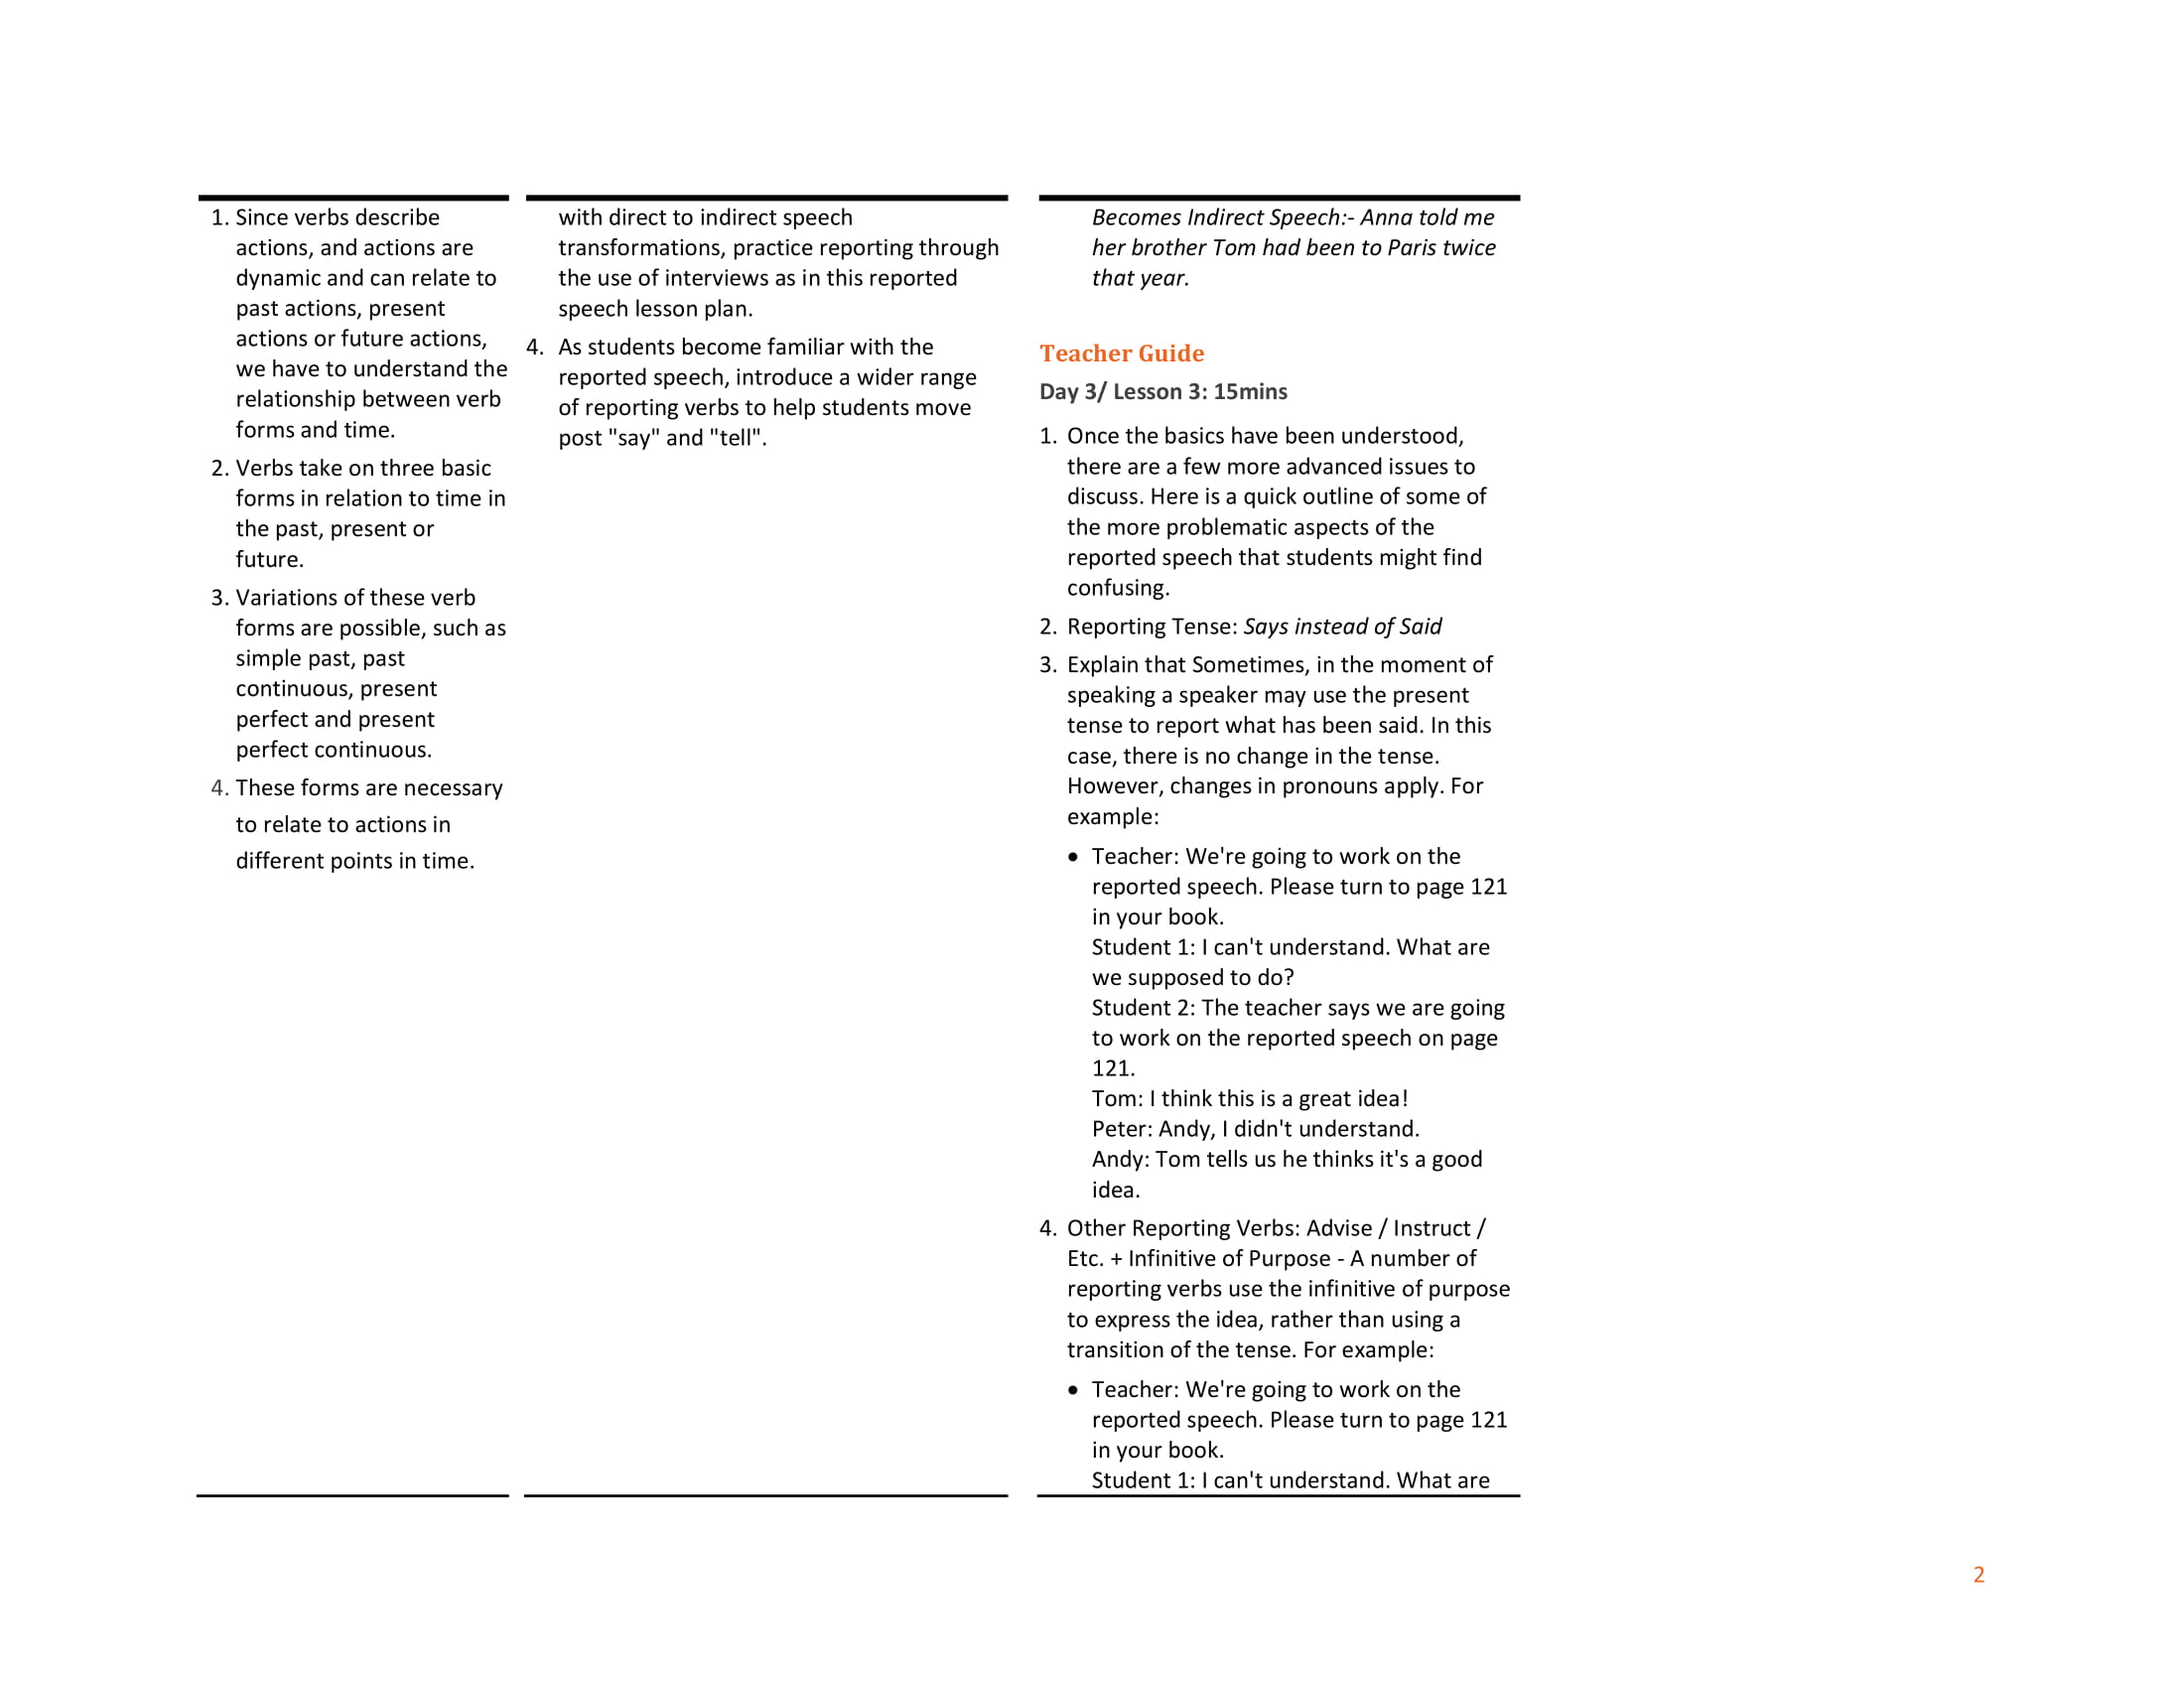 1. Since verbs describe
actions, and actions are
dynamic and can relate to
past actions, present
actions or future actions,
we have to understand the
relationship between verb
forms and time.
2. Verbs take on three basic
forms in relation to time in
the past, present or
future.
3. Variations of these verb
forms are possible, such as
simple past, past
continuous, present
perfect and present
perfect continuous.
4. These forms are necessary
to relate to actions in
different points in time.
with direct to indirect speech
transformations, practice reporting through
the use of interviews as in this reported
speech lesson plan.
4. As students become familiar with the
reported speech, introduce a wider range
of reporting verbs to help students move
post "say" and "tell".
Becomes Indirect Speech:- Anna told me
her brother Tom had been to Paris twice
that year.
Teacher Guide
Day 3/ Lesson 3: 15mins
1. Once the basics have been understood,
there are a few more advanced issues to
discuss. Here is a quick outline of some of
the more problematic aspects of the
reported speech that students might find
confusing.
2. Reporting Tense: Says instead of Said
3. Explain that Sometimes, in the moment of
speaking a speaker may use the present
tense to report what has been said. In this
case, there is no change in the tense.
However, changes in pronouns apply. For
example:
• Teacher: We're going to work on the
reported speech. Please turn to page 121
in your book.
Student 1: I can't understand. What are
we supposed to do?
Student 2: The teacher says we are going
to work on the reported speech on page
121.
Tom: I think this is a great idea!
Peter: Andy, I didn't understand.
Andy: Tom tells us he thinks it's a good
idea.
4. Other Reporting Verbs: Advise / Instruct /
Etc. + Infinitive of Purpose - A number of
reporting verbs use the infinitive of purpose
to express the idea, rather than using a
transition of the tense. For example:
• Teacher: We're going to work on the
reported speech. Please turn to page 121
in your book.
Student 1: I can't understand. What are
2